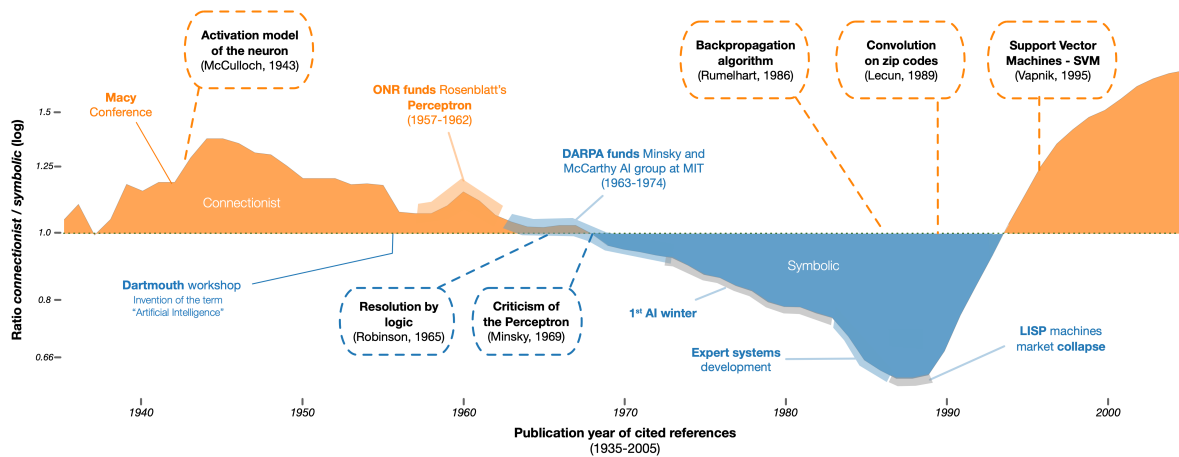 Activation model
of the neuron
(McCulloch, 1943)
Backpropagation
algorithm
(Rumelhart, 1986)
Convolution
on zip codes
(Lecun, 1989)
Support Vector
Machines - SVM
(Vapnik, 1995)
Macy
Conference
ONR funds Rosenblatt's
Perceptron
(1957-1962)
DARPA funds Minsky and
McCarthy AI group at MIT
(1963-1974)
Ratio connectionist / symbolic (log)
1.5
1.25
1.0
0.8
0.66
Connectionist
Symbolic
Dartmouth workshop
Invention of the term
“Artificial Intelligence”
Resolution by
logic
(Robinson, 1965)
Criticism of
the Perceptron
(Minsky, 1969)
1st AI winter
Expert systems
development
LISP machines
market collapse
1940
1950
1960
1970
1980
1990
2000
Publication year of cited references
(1935-2005)